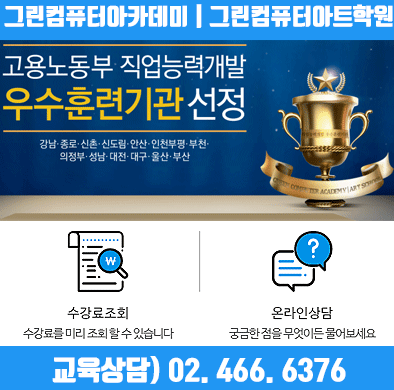 그린컴퓨터아카데미 | 그린컴퓨터아트학원
고용노동부 직업능력개발
우수훈련기관 선정
강남·종로·신촌·신도림·안산·인천부평·부천·
의정부·성남·대전·대구·울산·부산
COMPUTER ACADEMY | ART SCHOOL
₩
?
수강료조회
수강료를 미리 조회 할 수 있습니다
온라인상담
궁금한 점을 무엇이든 물어보세요
교육상담) 02. 466. 6376